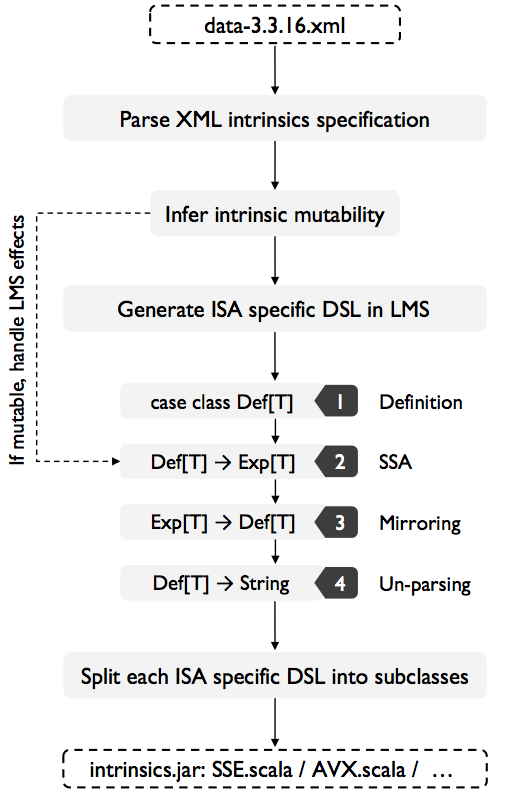 data-3.3.16.xml
Parse XML intrinsics specification
Infer intrinsic mutability
If mutable, handle LMS effects
Generate ISA specific DSL in LMS
case class Def[T] 1 Definition
Def[T] → Exp[T] 2 SSA
Exp[T] → Def[T] 3 Mirroring
Def[T] → String 4 Un-parsing
Split each ISA specific DSL into subclasses
intrinsics.jar: SSE.scala / AVX.scala / …